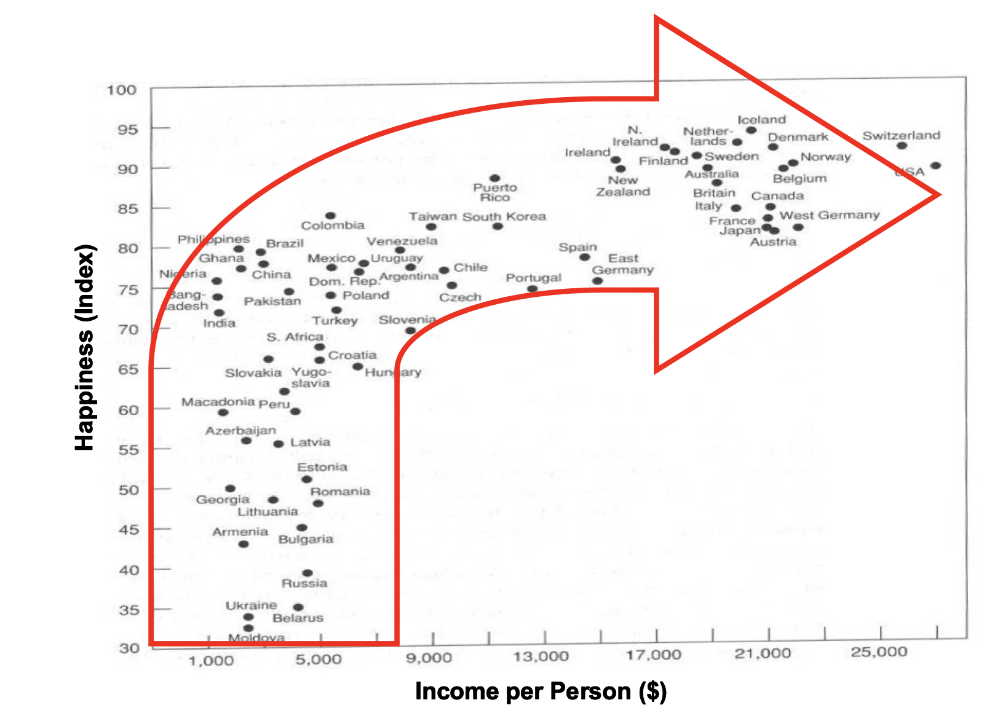 100
95
90
85
80
75
70
65
60
55
50
45
40
35
30
Happiness (Index)
Iceland
N.
Ireland
Nether-
lands
Denmark
Switzerland
Ireland
Finland
Sweden
Norway
New
Zealand
Australia
Belgium
USA
Puerto
Rico
Britain
Italy
Canada
Colombia
Taiwan
South Korea
France
West Germany
Japan
Austria
Philippines
Brazil
Venezuela
Spain
East
Germany
Ghana
Mexico
Uruguay
Nigeria
China
Dom. Rep.
Argentina
Chile
Portugal
Bang-
ladesh
Pakistan
Poland
Czech
India
Turkey
Slovenia
S. Africa
Croatia
Slovakia
Yugo-
slavia
Hungary
Macadonia
Peru
Azerbaijan
Latvia
Estonia
Georgia
Romania
Lithuania
Armenia
Bulgaria
Russia
Ukraine
Belarus
Moldova
1,000
5,000
9,000
13,000
17,000
21,000
25,000
Income per Person ($)